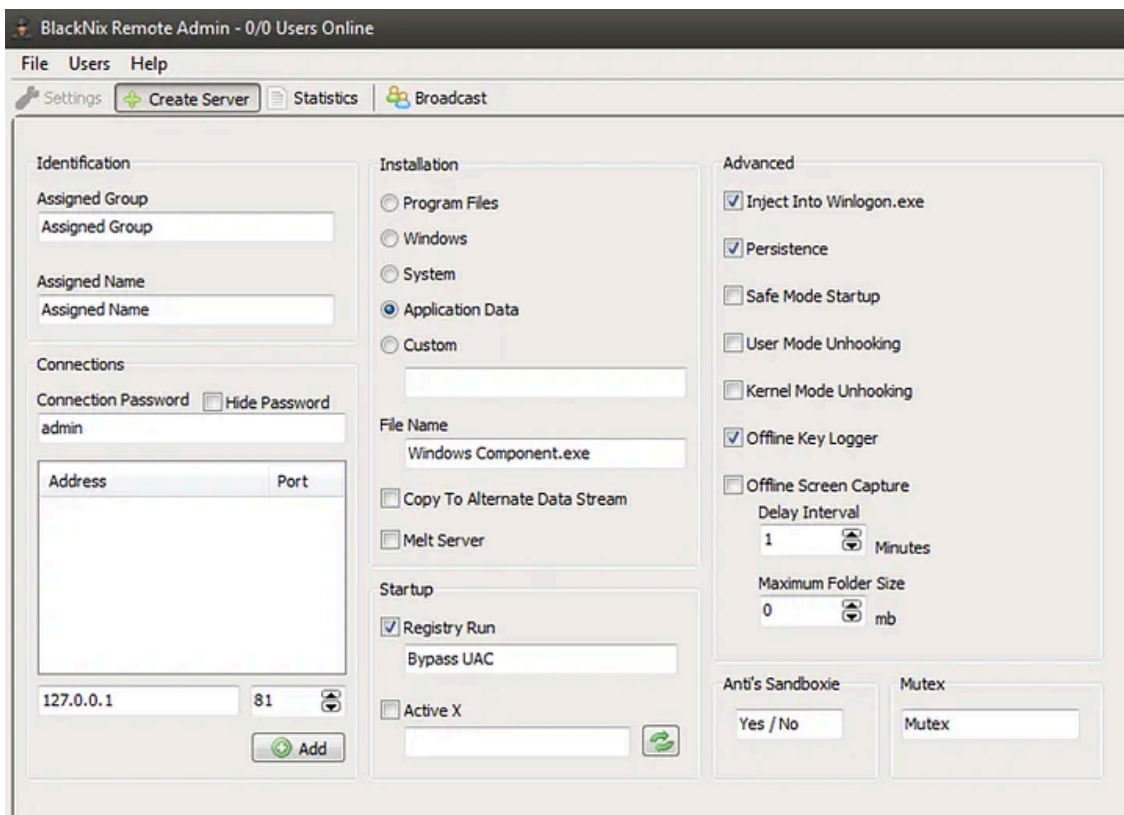 BlackNix Remote Admin - 0/0 Users Online
File Users Help
Settings Create Server Statistics Broadcast
Identification
Assigned Group
Assigned Group
Assigned Name
Assigned Name
Connections
Connection Password Hide Password
admin
Address Port
127.0.0.1 81
Add
Installation
Program Files
Windows
System
Application Data
Custom
File Name
Windows Component.exe
Copy To Alternate Data Stream
Melt Server
Startup
Registry Run
Bypass UAC
Active X
Advanced
Inject Into Winlogon.exe
Persistence
Safe Mode Startup
User Mode Unhooking
Kernel Mode Unhooking
Offline Key Logger
Offline Screen Capture
Delay Interval
1 Minutes
Maximum Folder Size
0 mb
Anti's Sandboxie
Yes / No
Mutex
Mutex